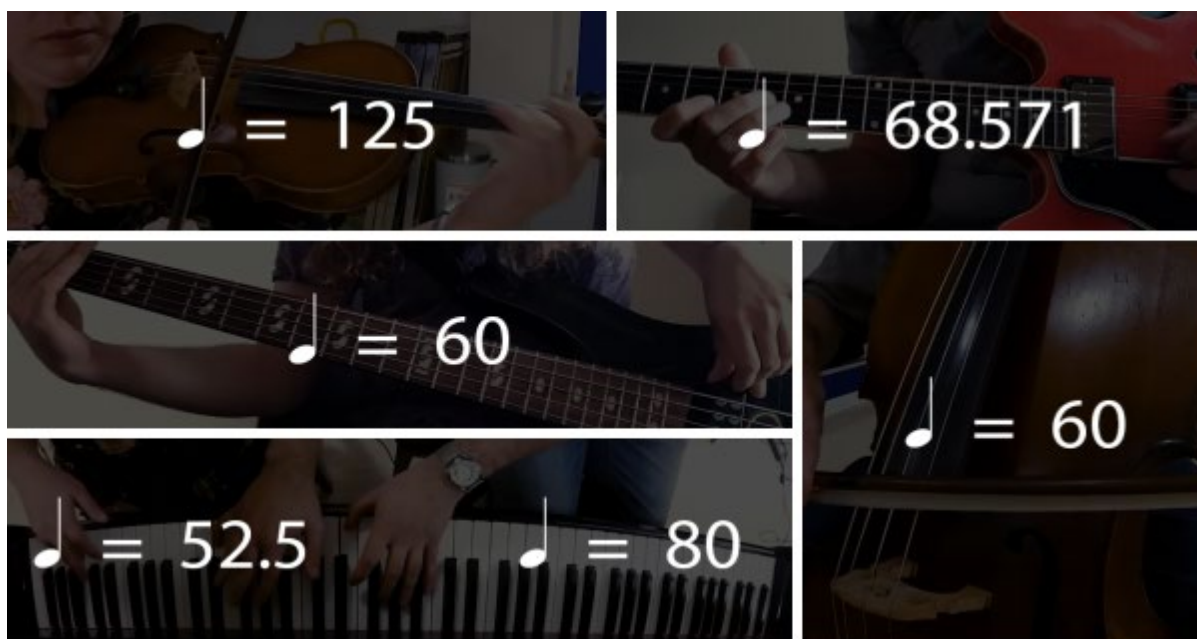 ♩ = 125
♩ = 68.571
♩ = 60
♩ = 60
♩ = 52.5
♩ = 80